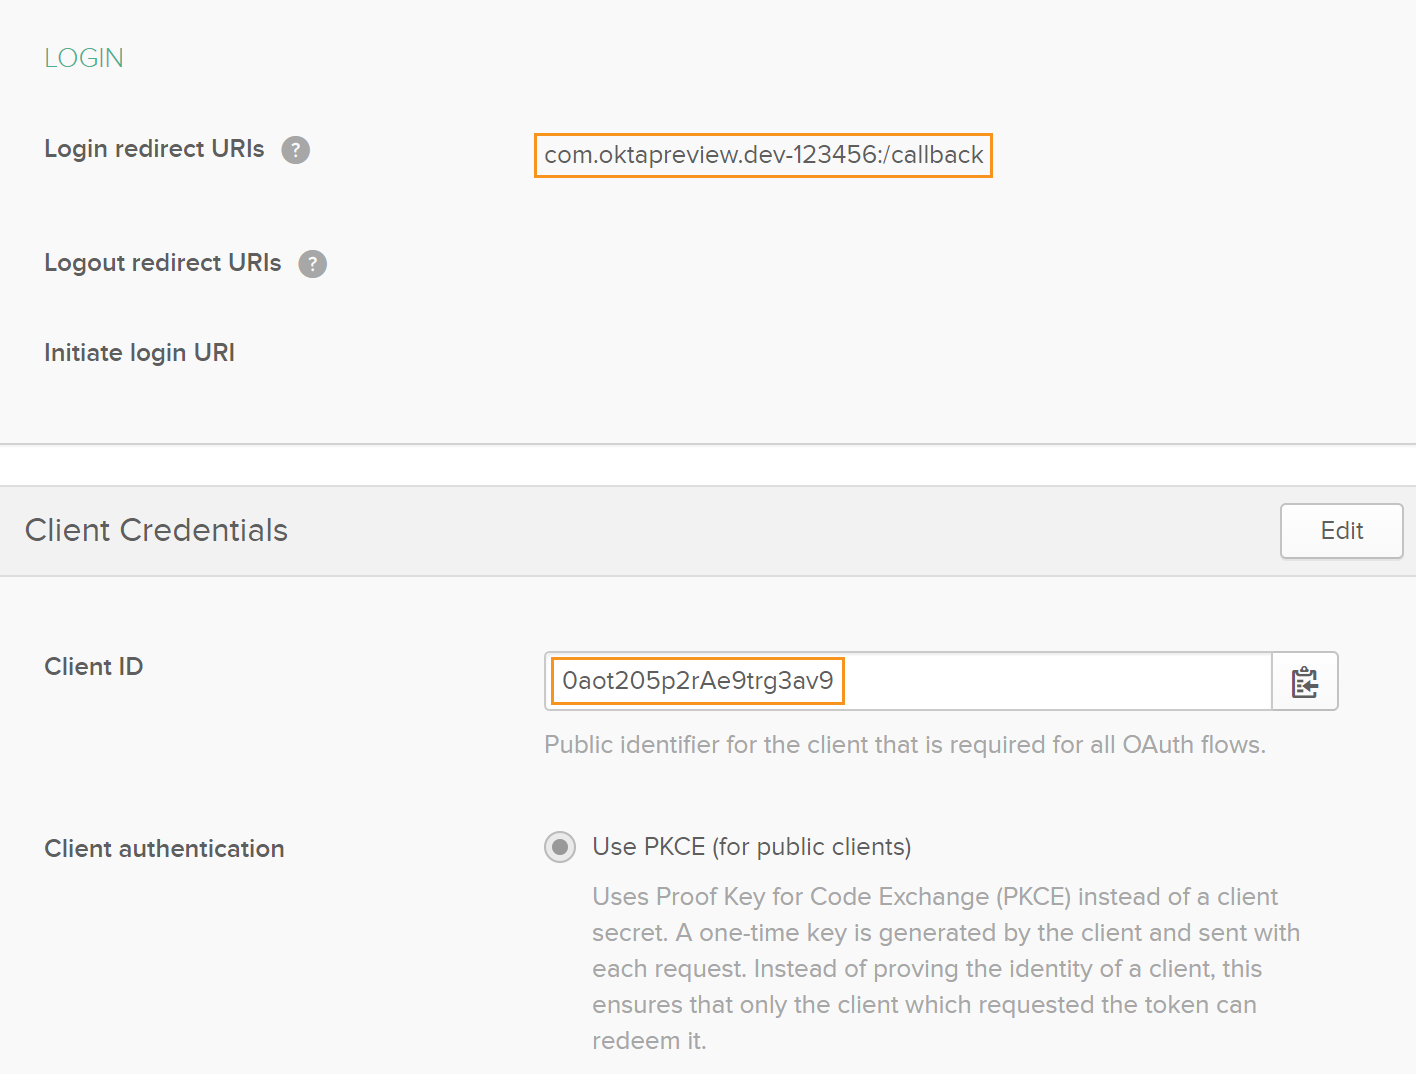 LOGIN
Login redirect URIs ?
com.oktapreview.dev-123456:/callback
Logout redirect URIs ?
Initiate login URI
Client Credentials
Edit
Client ID
0aot205p2rAe9trg3av9
Public identifier for the client that is required for all OAuth flows.
Client authentication
Use PKCE (for public clients)
Uses Proof Key for Code Exchange (PKCE) instead of a client
secret. A one-time key is generated by the client and sent with
each request. Instead of proving the identity of a client, this
ensures that only the client which requested the token can
redeem it.